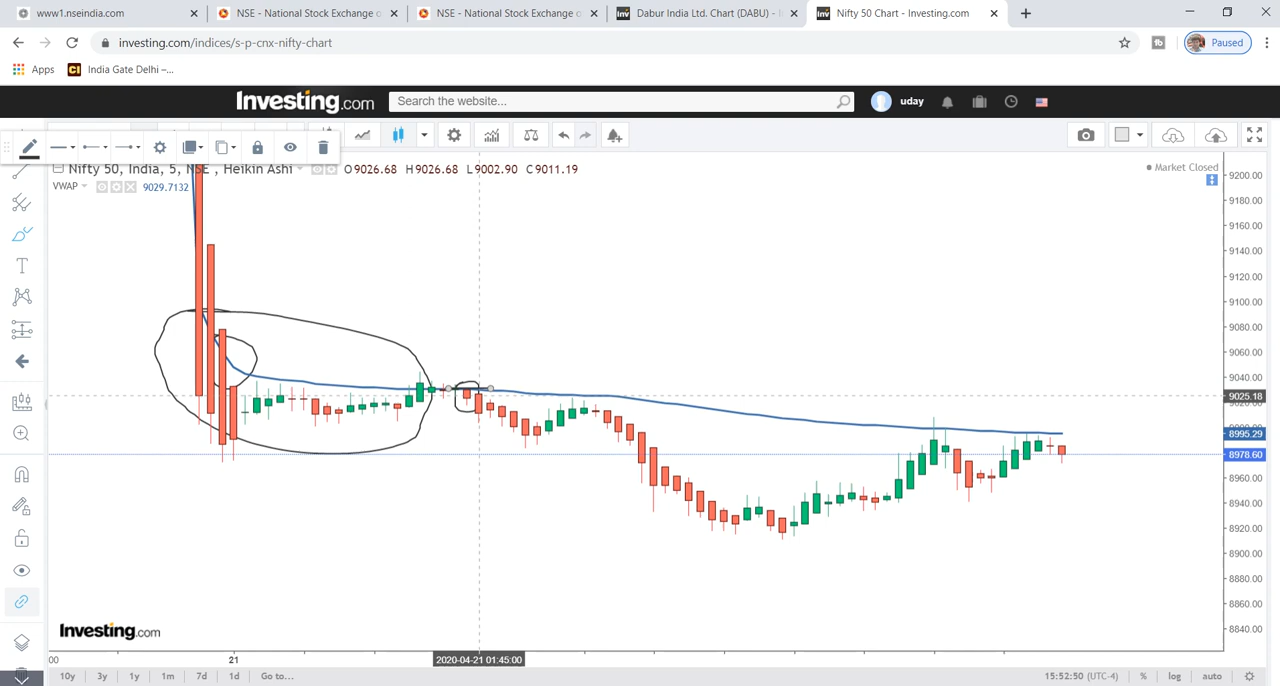 www1.nseindia.com
NSE - National Stock Exchange o
NSE - National Stock Exchange o
Dabur India Ltd. Chart (DABU) - I
Nifty 50 Chart - Investing.com
investing.com/indices/s-p-cnx-nifty-chart
Paused
Apps
India Gate Delhi –...
Investing.com
Search the website...
uday
Nifty 50, India, 5, NSE , Heikin Ashi
O9026.68 H9026.68 L9002.90 C9011.19
Market Closed
VWAP
9029.7132
9200.00
9180.00
9160.00
9140.00
9120.00
9100.00
9080.00
9060.00
9040.00
9025.18
8995.29
8978.60
8960.00
8940.00
8920.00
8900.00
8880.00
8860.00
8840.00
Investing.com
:00
21
2020-04-21 01:45:00
10y
3y
1y
1m
7d
1d
Go to...
15:52:50 (UTC-4)
%
log
auto